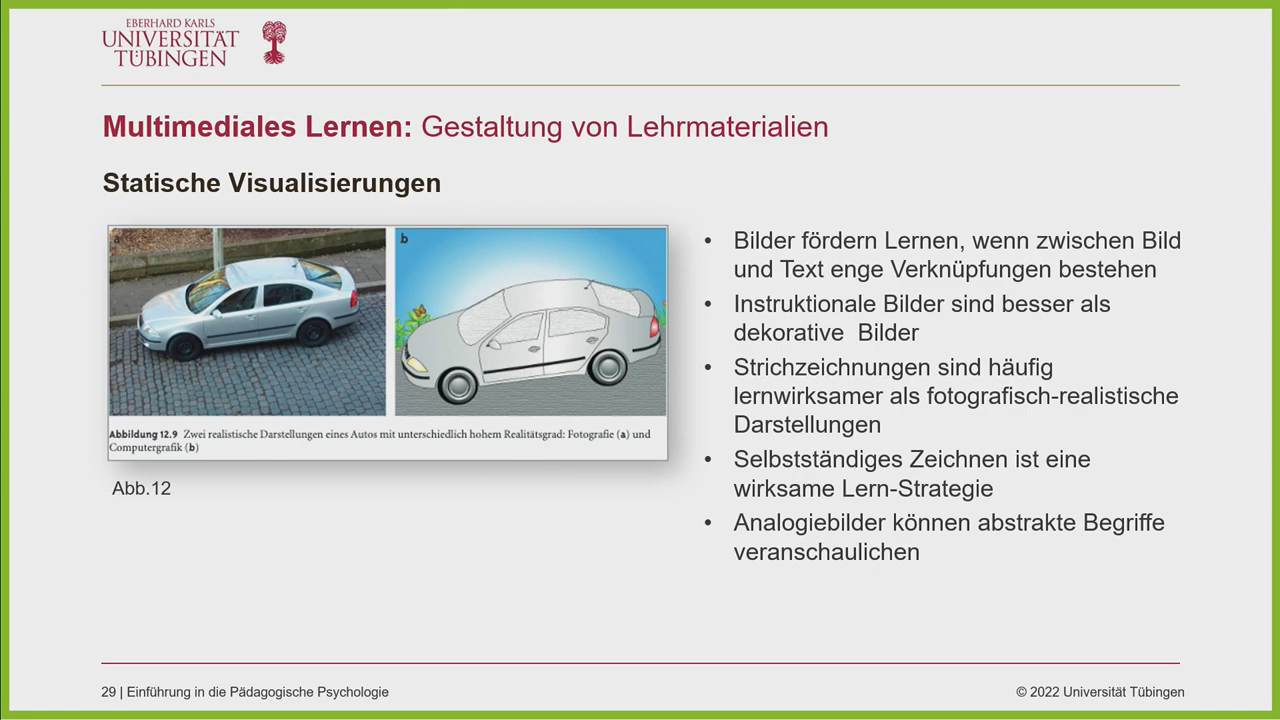 EBERHARD KARLS
UNIVERSITÄT
TÜBINGEN
Multimediales Lernen: Gestaltung von Lehrmaterialien
Statische Visualisierungen
a
b
Abbildung 12.9 Zwei realistische Darstellungen eines Autos mit unterschiedlich hohem Realitätsgrad: Fotografie (a) und
Computergrafik (b)
Abb.12
• Bilder fördern Lernen, wenn zwischen Bild
und Text enge Verknüpfungen bestehen
• Instruktionale Bilder sind besser als
dekorative Bilder
• Strichzeichnungen sind häufig
lernwirksamer als fotografisch-realistische
Darstellungen
• Selbstständiges Zeichnen ist eine
wirksame Lern-Strategie
• Analogiebilder können abstrakte Begriffe
veranschaulichen
29 | Einführung in die Pädagogische Psychologie
© 2022 Universität Tübingen